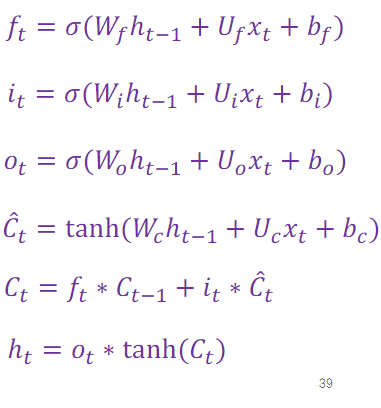 f_t = σ(W_f h_{t−1} + U_f x_t + b_f)
i_t = σ(W_i h_{t−1} + U_i x_t + b_i)
o_t = σ(W_o h_{t−1} + U_o x_t + b_o)
Ĉ_t = tanh(W_c h_{t−1} + U_c x_t + b_c)
C_t = f_t * C_{t−1} + i_t * Ĉ_t
h_t = o_t * tanh(C_t)
39